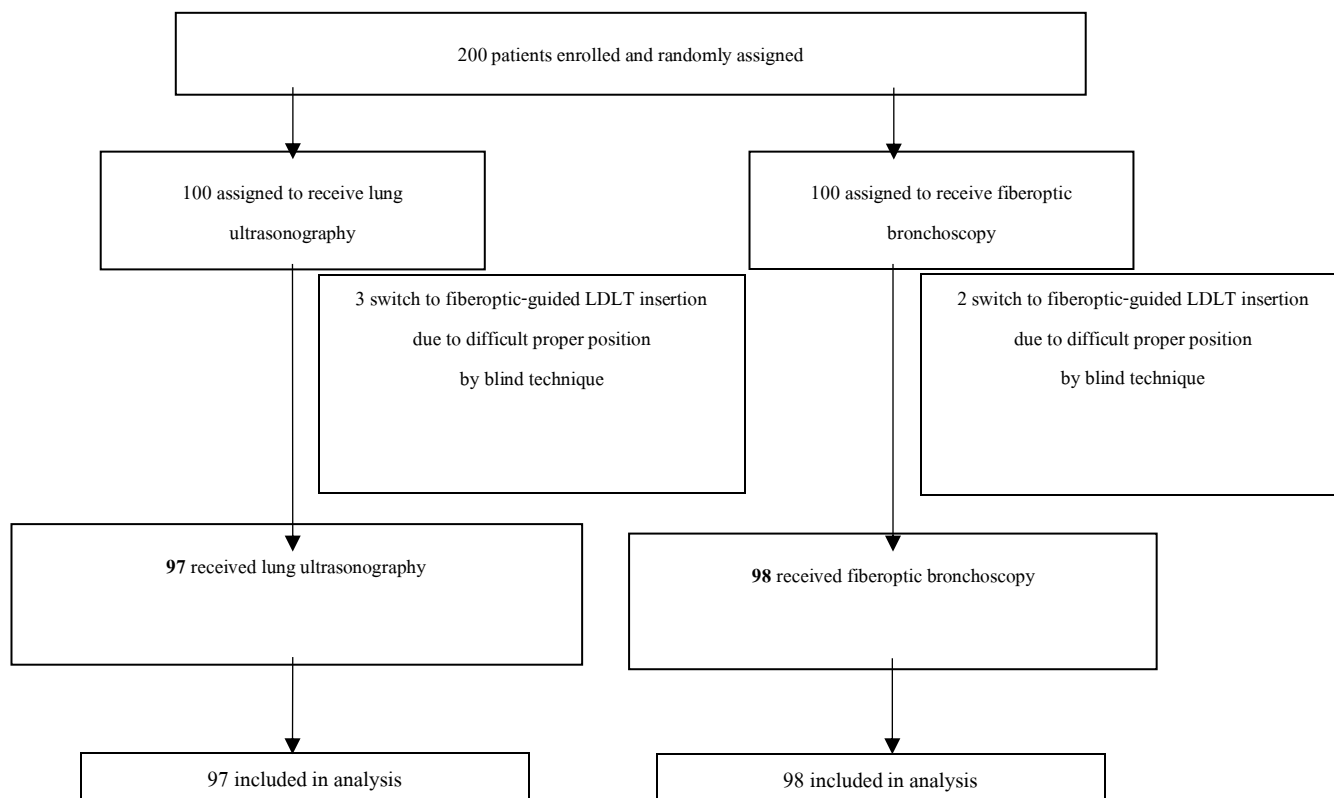 200 patients enrolled and randomly assigned
100 assigned to receive lung
ultrasonography
100 assigned to receive fiberoptic
bronchoscopy
3 switch to fiberoptic-guided LDLT insertion
due to difficult proper position
by blind technique
2 switch to fiberoptic-guided LDLT insertion
due to difficult proper position
by blind technique
97 received lung ultrasonography
98 received fiberoptic bronchoscopy
97 included in analysis
98 included in analysis